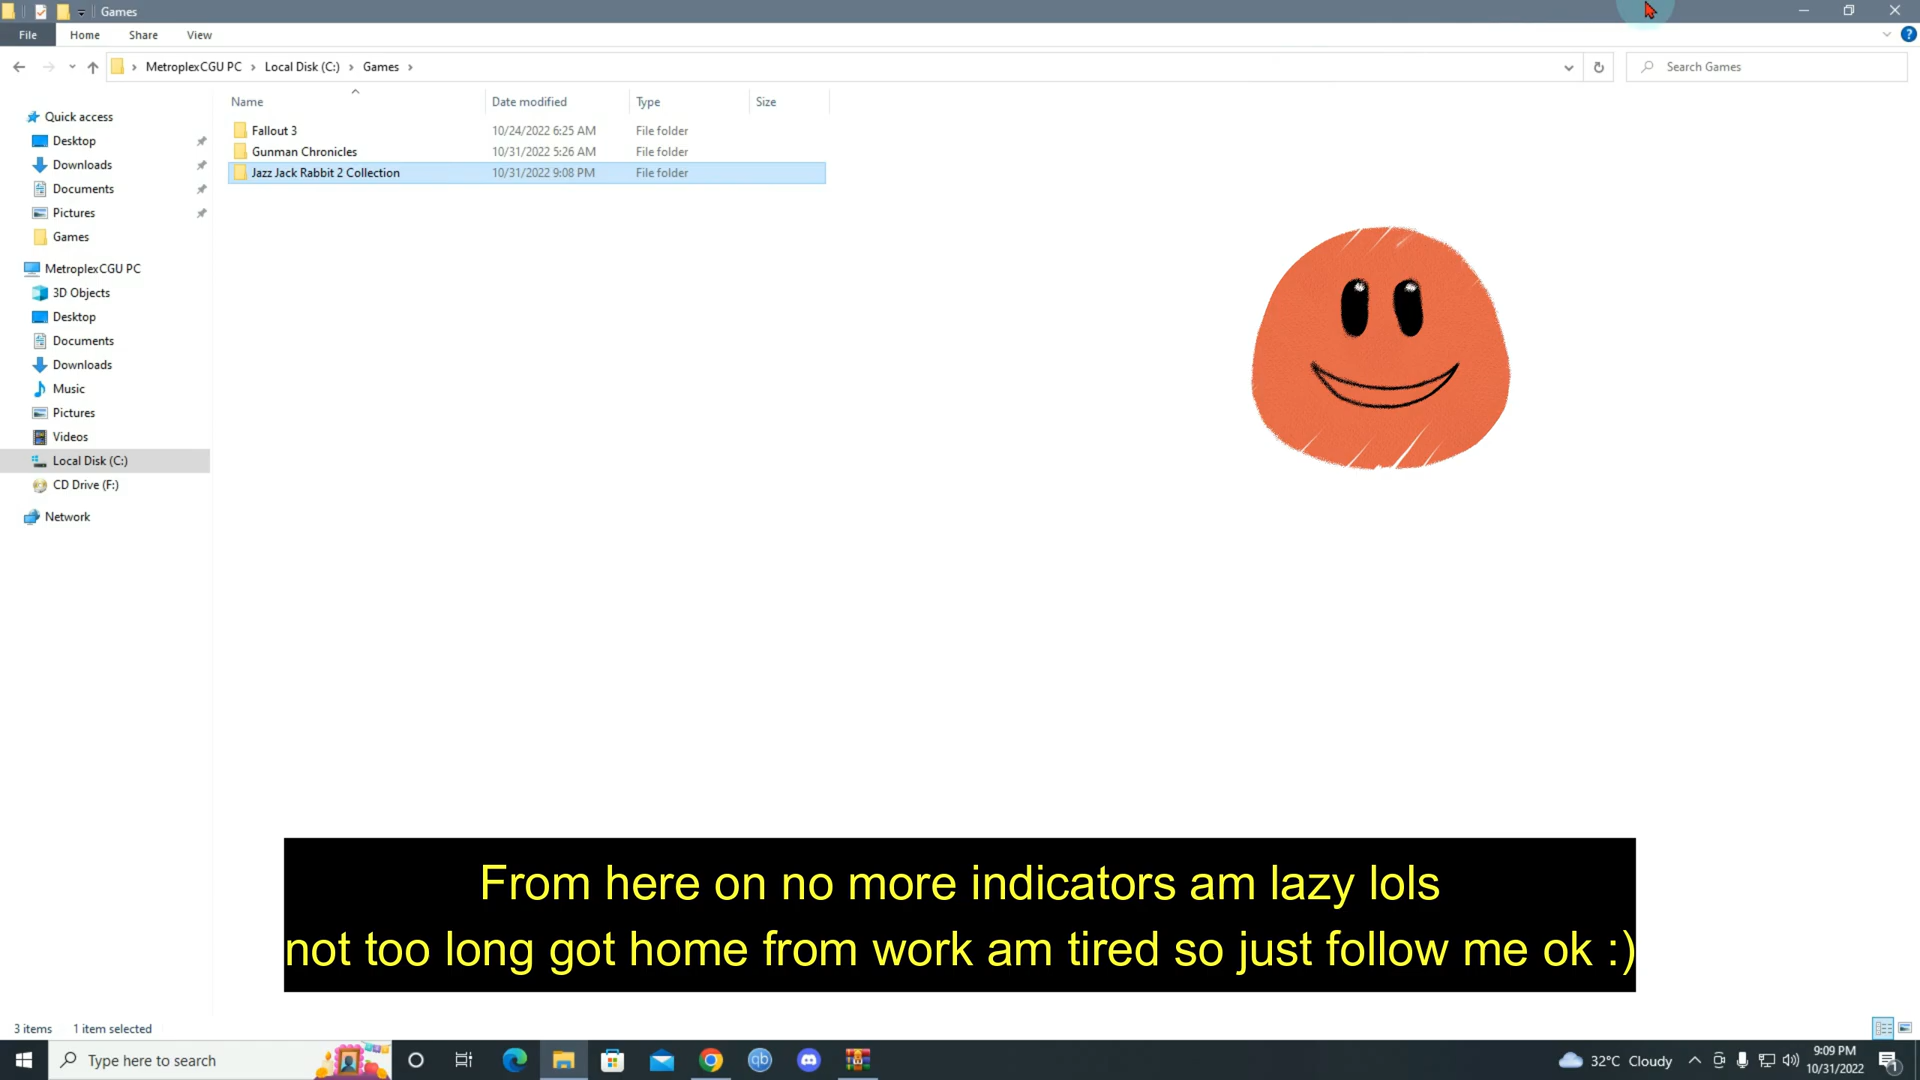 Games
File Home Share View
MetroplexCGU PC Local Disk (C:) Games
Search Games
Name Date modified Type Size
Fallout 3 10/24/2022 6:25 AM File folder
Gunman Chronicles 10/31/2022 5:26 AM File folder
Jazz Jack Rabbit 2 Collection 10/31/2022 9:08 PM File folder
Quick access
Desktop
Downloads
Documents
Pictures
Games
MetroplexCGU PC
3D Objects
Desktop
Documents
Downloads
Music
Pictures
Videos
Local Disk (C:)
CD Drive (F:)
Network
From here on no more indicators am lazy lols
not too long got home from work am tired so just follow me ok :)
3 items 1 item selected
Type here to search
qb
32°C Cloudy
9:09 PM
10/31/2022
1